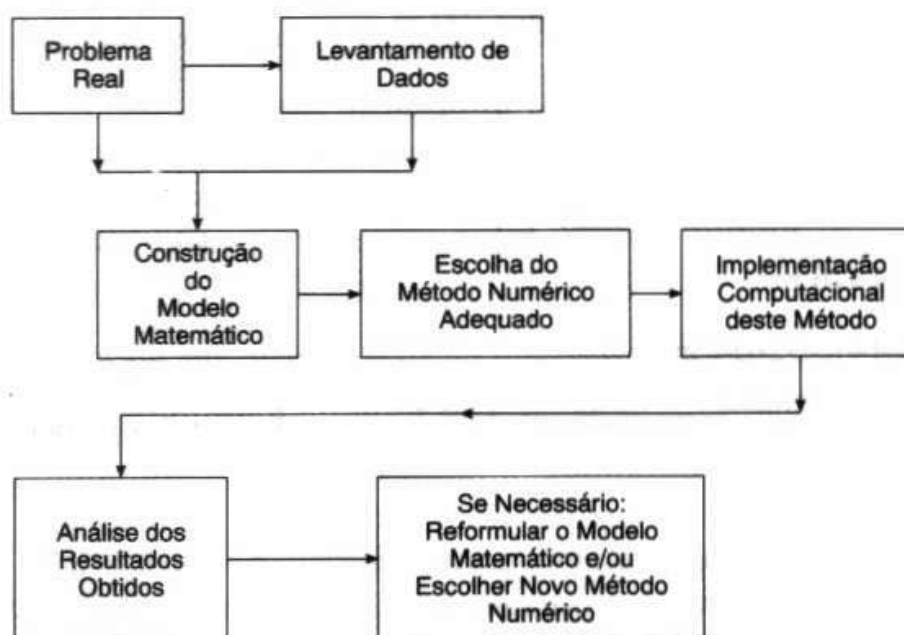 Problema
Real
Levantamento de
Dados
Construção
do
Modelo
Matemático
Escolha do
Método Numérico
Adequado
Implementação
Computacional
deste Método
Análise dos
Resultados
Obtidos
Se Necessário:
Reformular o Modelo
Matemático e/ou
Escolher Novo Método
Numérico